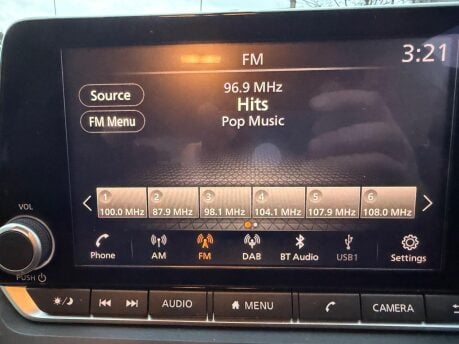 FM
3:21
96.9 MHz
Source
Hits
FM Menu
Pop Music
1 2 3 4 5 6
100.0 MHz 87.9 MHz 98.1 MHz 104.1 MHz 107.9 MHz 108.0 MHz
VOL
Phone AM FM DAB BT Audio USB1 Settings
PUSH
AUDIO MENU CAMERA